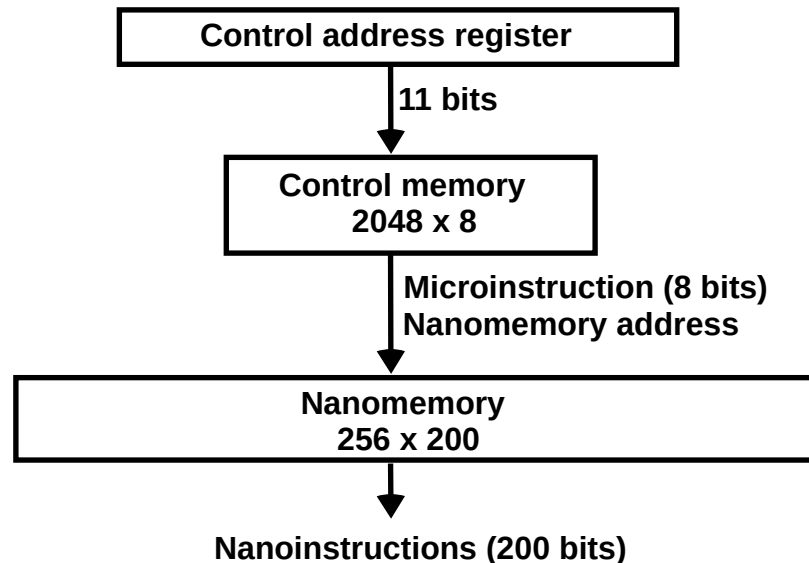 Control address register
11 bits
Control memory
2048 x 8
Microinstruction (8 bits)
Nanomemory address
Nanomemory
256 x 200
Nanoinstructions (200 bits)